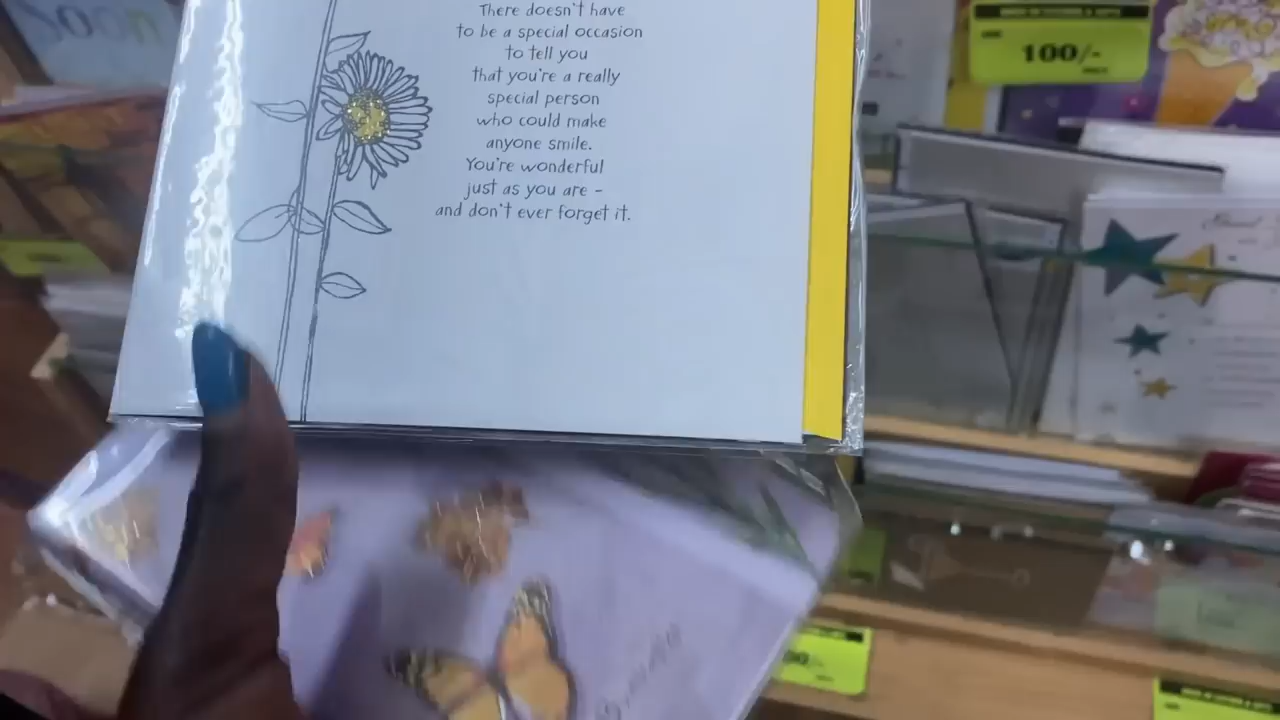 Soon
There doesn't have
to be a special occasion
to tell you
that you're a really
special person
who could make
anyone smile.
You're wonderful
just as you are -
and don't ever forget it.
100/-